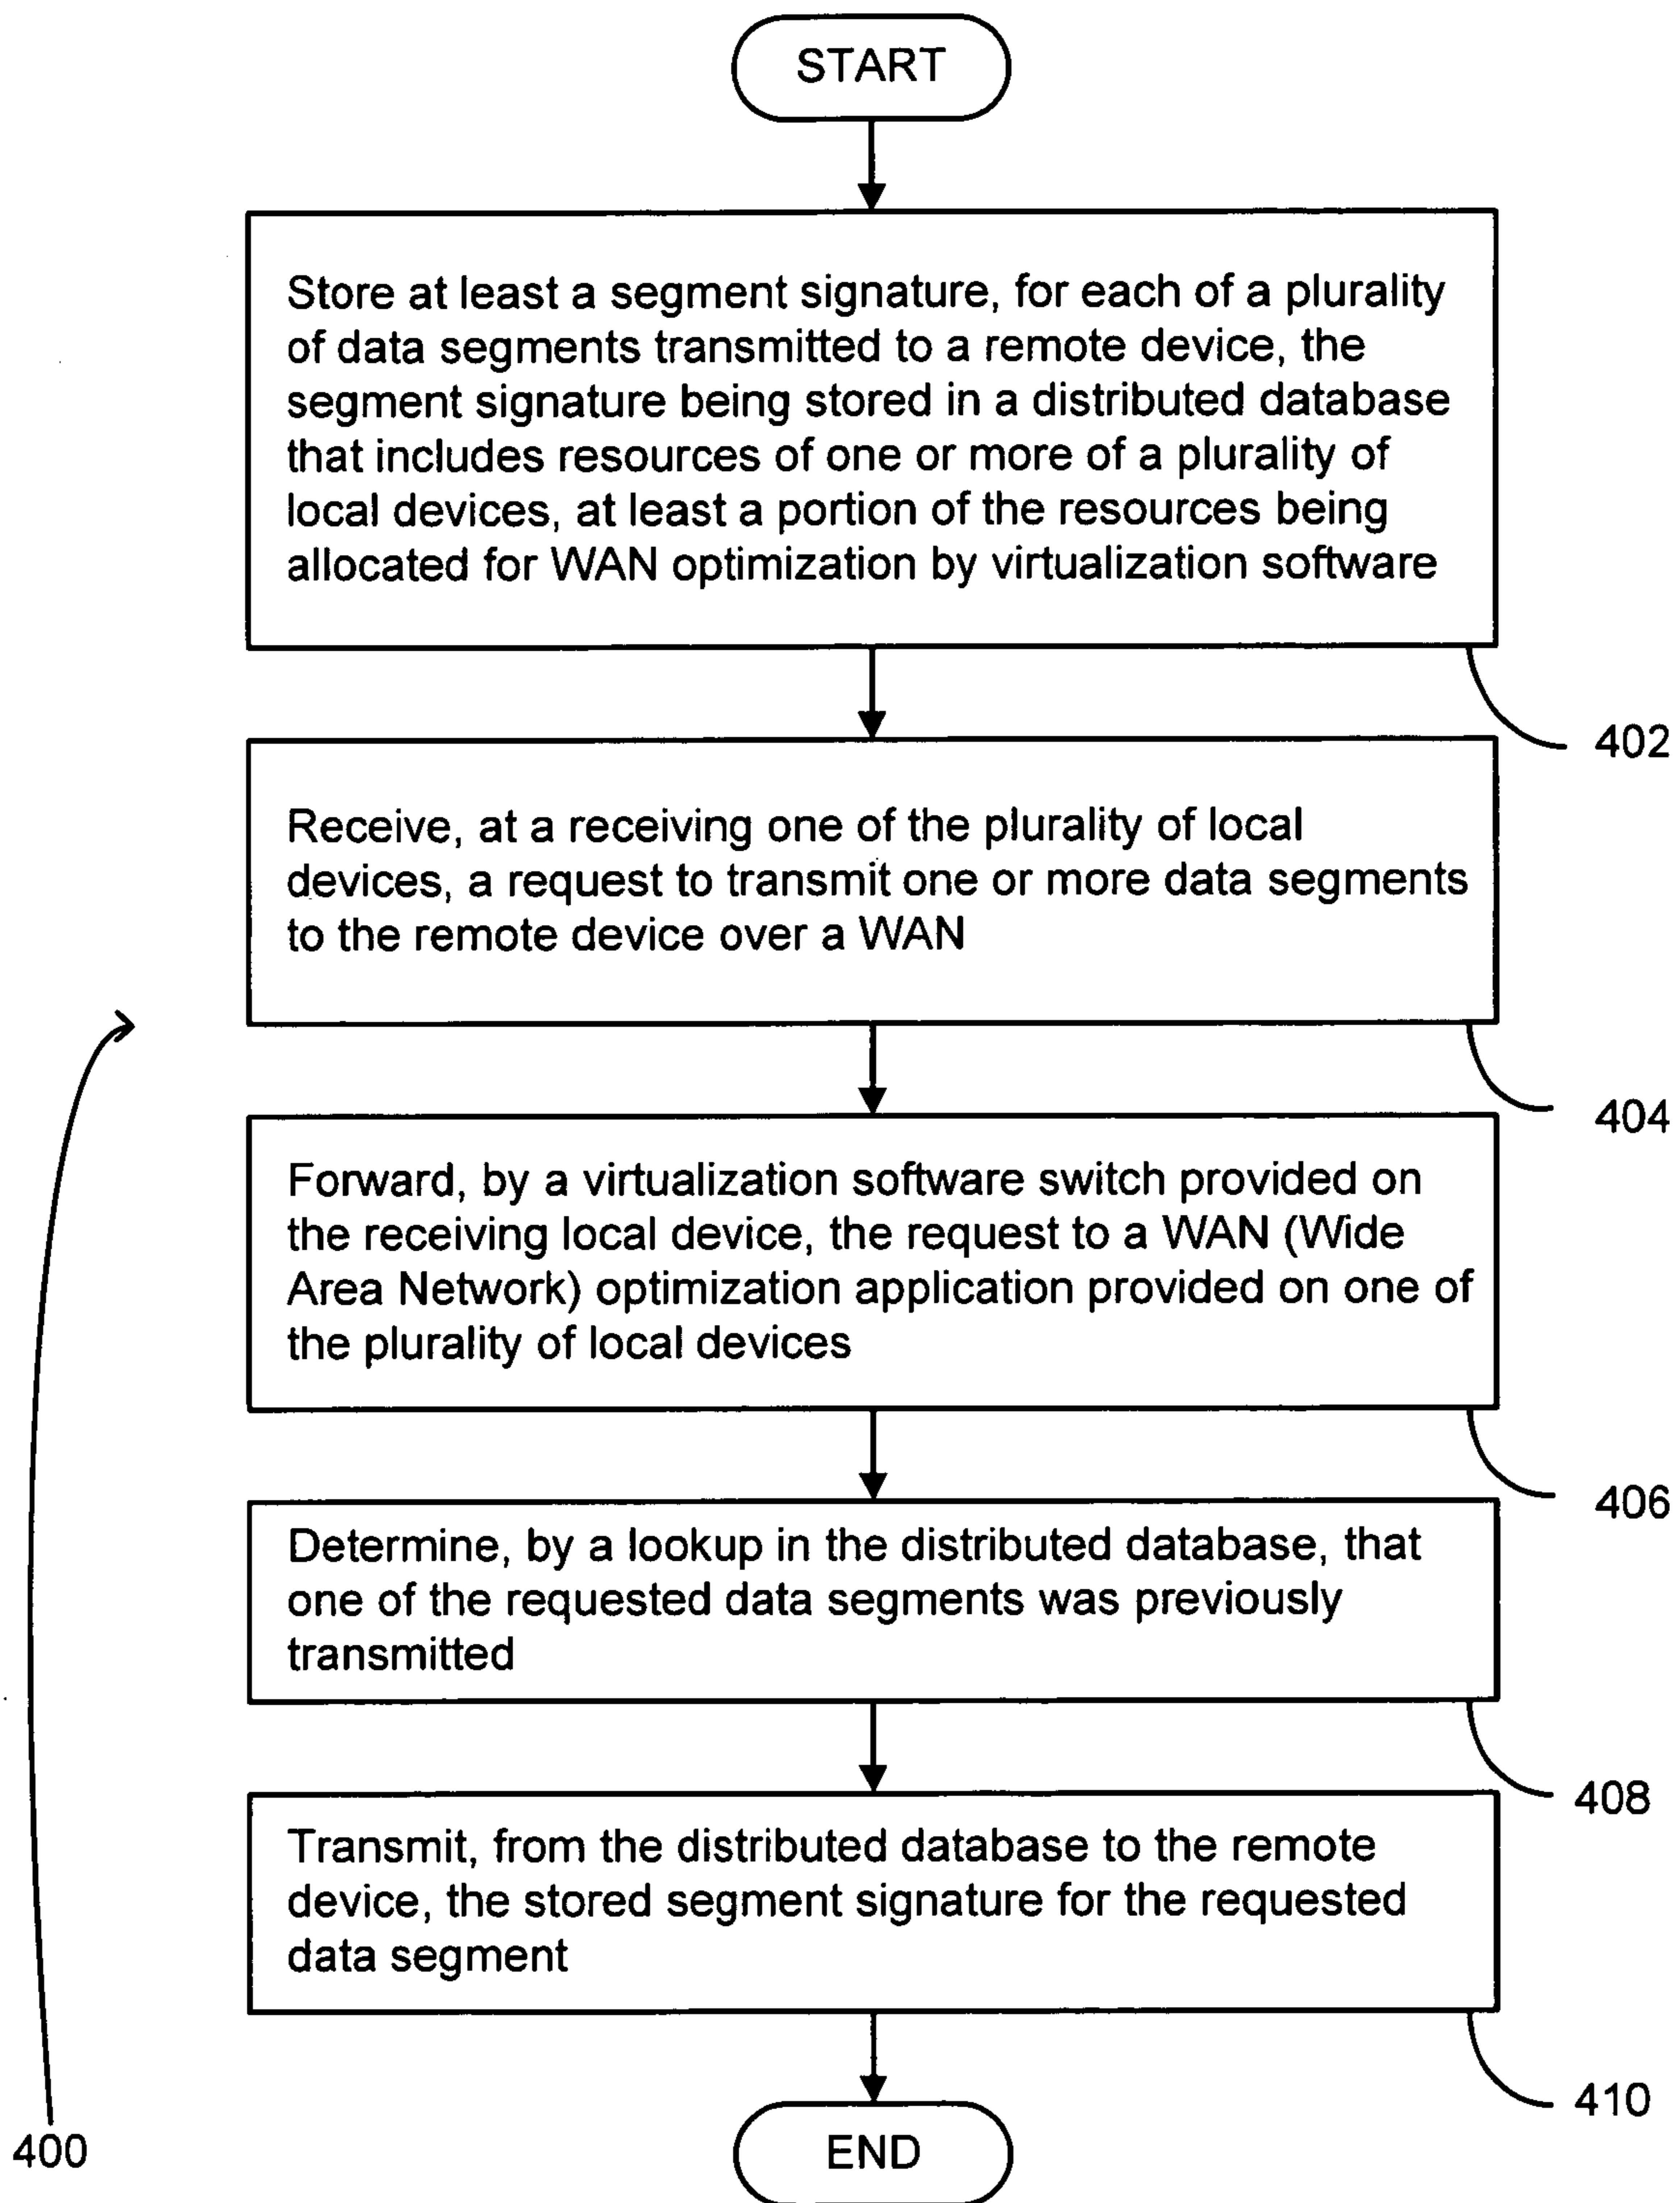 START
Store at least a segment signature, for each of a plurality
of data segments transmitted to a remote device, the
segment signature being stored in a distributed database
that includes resources of one or more of a plurality of
local devices, at least a portion of the resources being
allocated for WAN optimization by virtualization software
402
Receive, at a receiving one of the plurality of local
devices, a request to transmit one or more data segments
to the remote device over a WAN
404
Forward, by a virtualization software switch provided on
the receiving local device, the request to a WAN (Wide
Area Network) optimization application provided on one of
the plurality of local devices
406
Determine, by a lookup in the distributed database, that
one of the requested data segments was previously
transmitted
408
Transmit, from the distributed database to the remote
device, the stored segment signature for the requested
data segment
410
END
400